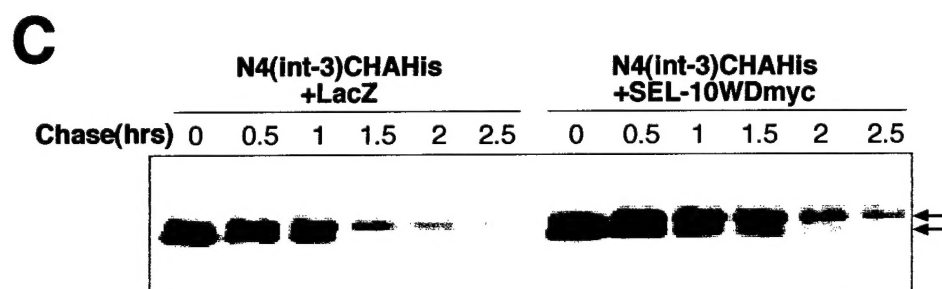 C
N4(int-3)CHAHis N4(int-3)CHAHis
+LacZ +SEL-10WDmyc
Chase(hrs) 0 0.5 1 1.5 2 2.5 0 0.5 1 1.5 2 2.5